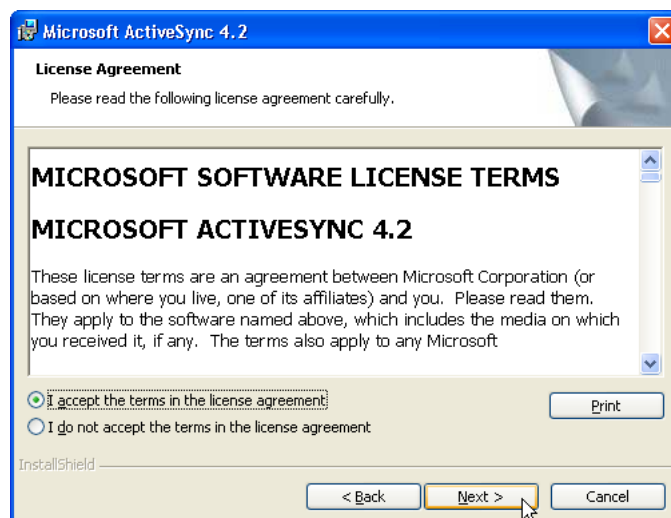 Microsoft ActiveSync 4.2
License Agreement
Please read the following license agreement carefully.
MICROSOFT SOFTWARE LICENSE TERMS
MICROSOFT ACTIVESYNC 4.2
These license terms are an agreement between Microsoft Corporation (or
based on where you live, one of its affiliates) and you.  Please read them.
They apply to the software named above, which includes the media on which
you received it, if any.  The terms also apply to any Microsoft
I accept the terms in the license agreement
Print
I do not accept the terms in the license agreement
InstallShield
< Back
Next >
Cancel